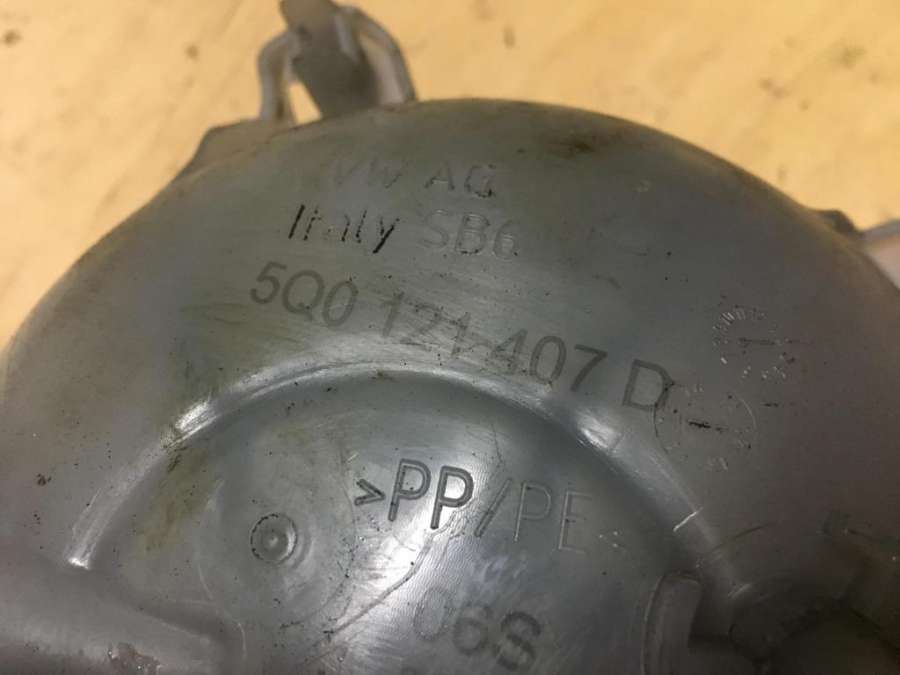 VW AG
Italy SB6
5Q0 121 407 D
>PP/PE<
06S